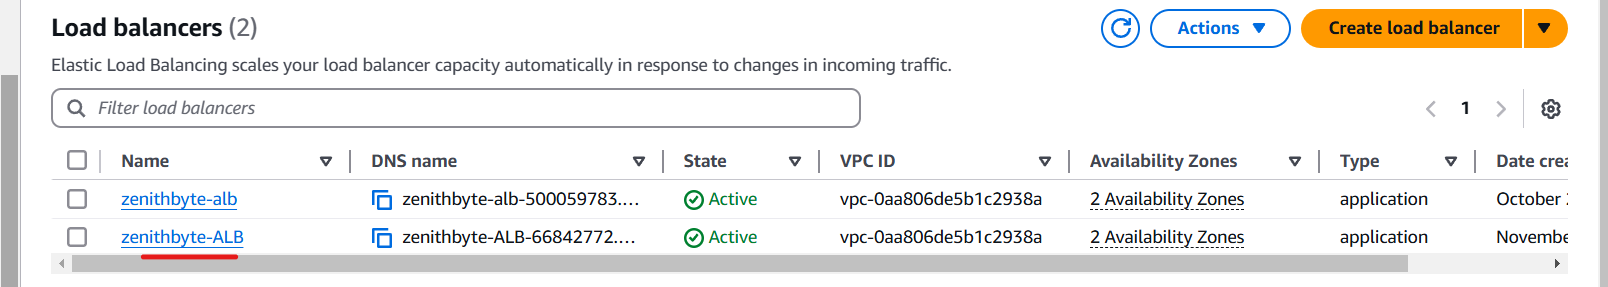 Load balancers (2)
Actions
Create load balancer
Elastic Load Balancing scales your load balancer capacity automatically in response to changes in incoming traffic.
Filter load balancers
1
Name DNS name State VPC ID Availability Zones Type Date crea
zenithbyte-alb zenithbyte-alb-500059783.... Active vpc-0aa806de5b1c2938a 2 Availability Zones application October
zenithbyte-ALB zenithbyte-ALB-66842772.... Active vpc-0aa806de5b1c2938a 2 Availability Zones application Novembe